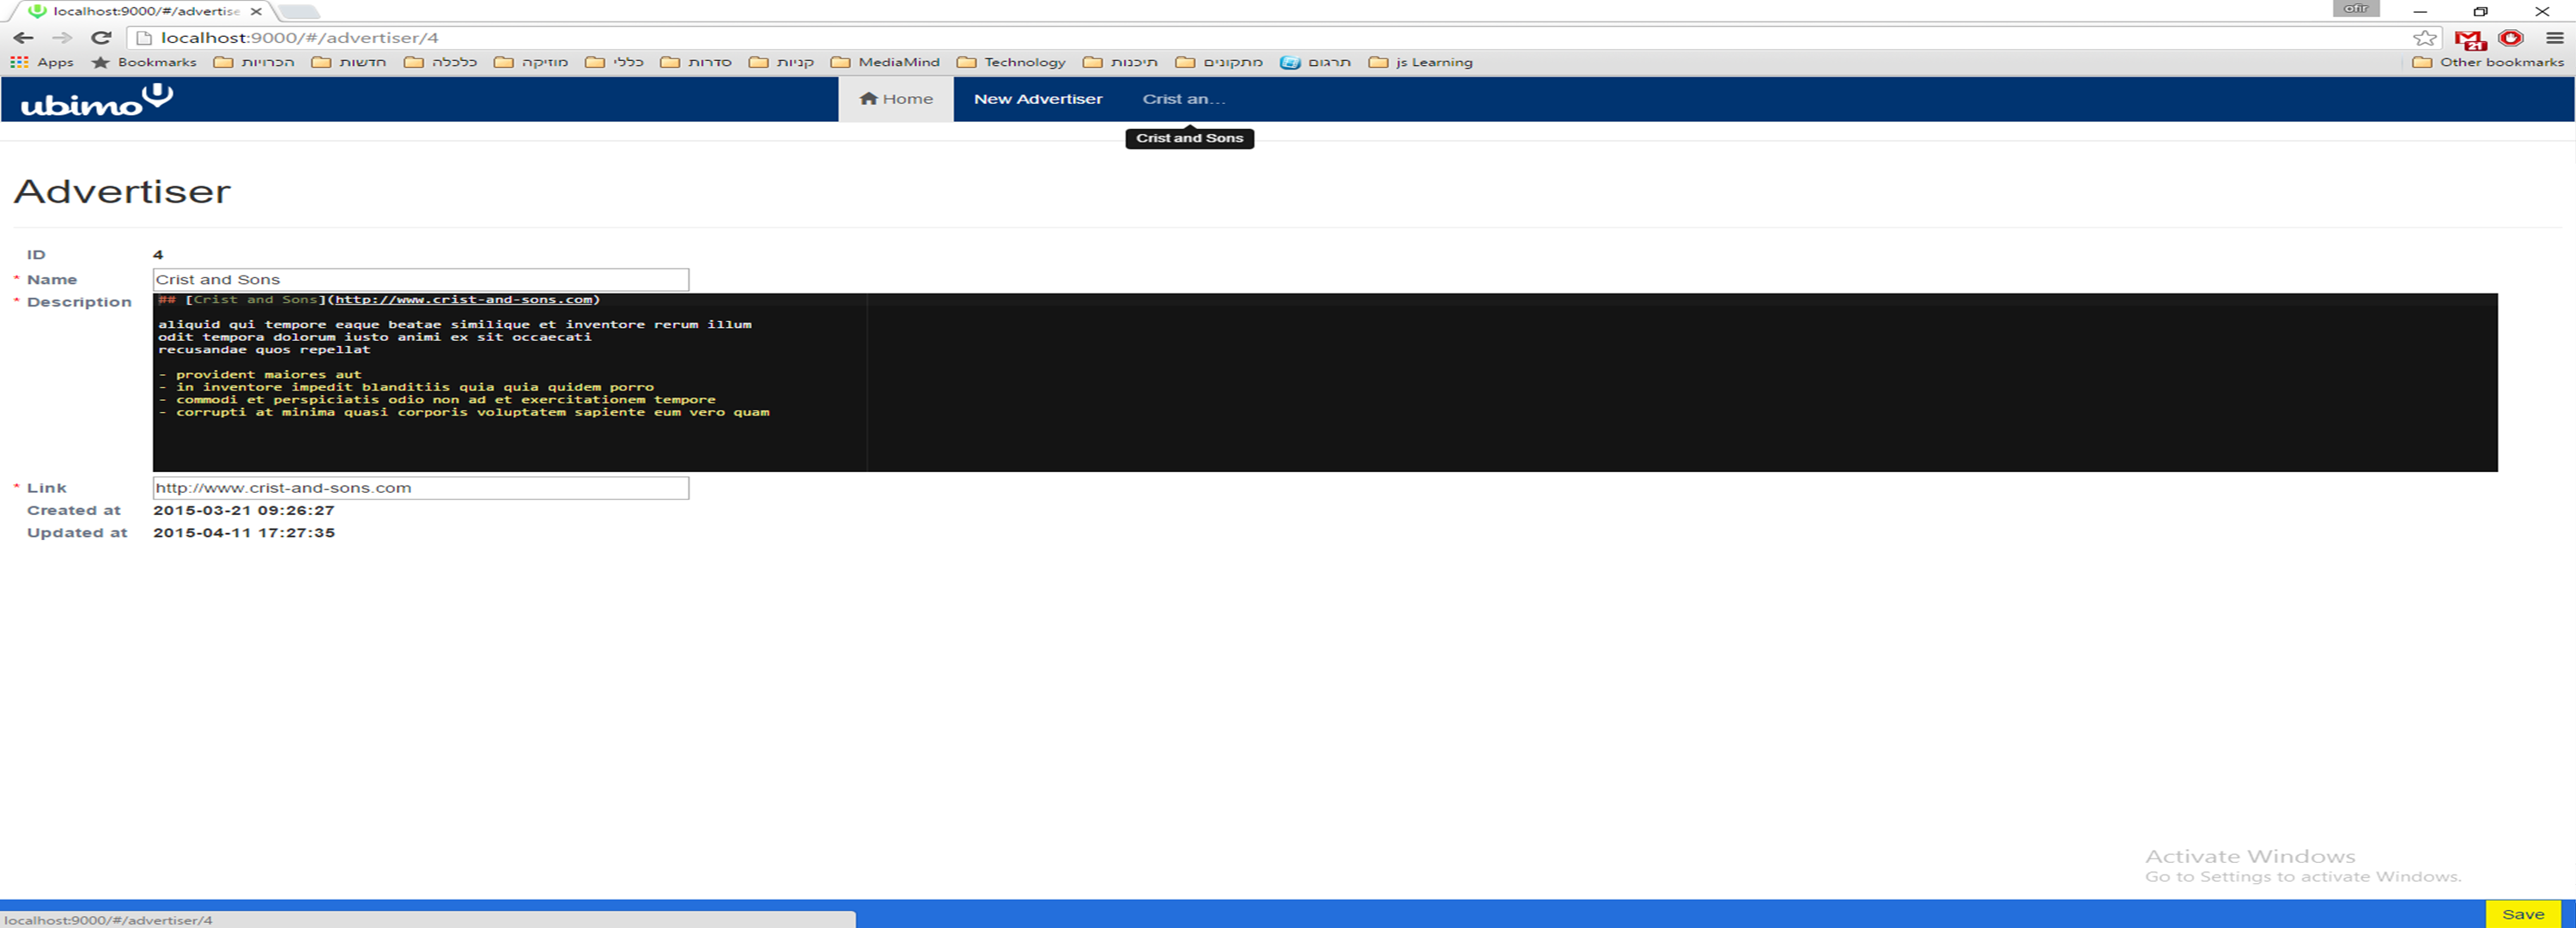 localhost:9000/#/advertise
ofir
localhost:9000/#/advertiser/4
21
Apps Bookmarks הכרויות חדשות כלכלה מוזיקה כללי סדרות קניות MediaMind Technology תיכנות מתקונים תרגום js Learning Other bookmarks
ubimo Home New Advertiser Crist an...
Crist and Sons
Advertiser
ID 4
* Name Crist and Sons
* Description ## [Crist and Sons](http://www.crist-and-sons.com)
aliquid qui tempore eaque beatae similique et inventore rerum illum
odit tempora dolorum iusto animi ex sit occaecati
recusandae quos repellat
- provident maiores aut
- in inventore impedit blanditiis quia quia quidem porro
- commodi et perspiciatis odio non ad et exercitationem tempore
- corrupti at minima quasi corporis voluptatem sapiente eum vero quam
* Link http://www.crist-and-sons.com
Created at 2015-03-21 09:26:27
Updated at 2015-04-11 17:27:35
Activate Windows
Go to Settings to activate Windows.
localhost:9000/#/advertiser/4
Save